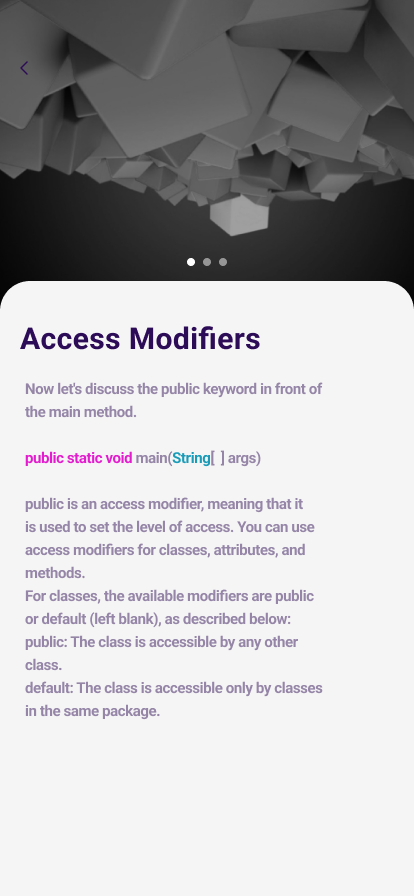 Access Modifiers
Now let's discuss the public keyword in front of
the main method.
public static void main(String[ ] args)
public is an access modifier, meaning that it
is used to set the level of access. You can use
access modifiers for classes, attributes, and
methods.
For classes, the available modifiers are public
or default (left blank), as described below:
public: The class is accessible by any other
class.
default: The class is accessible only by classes
in the same package.